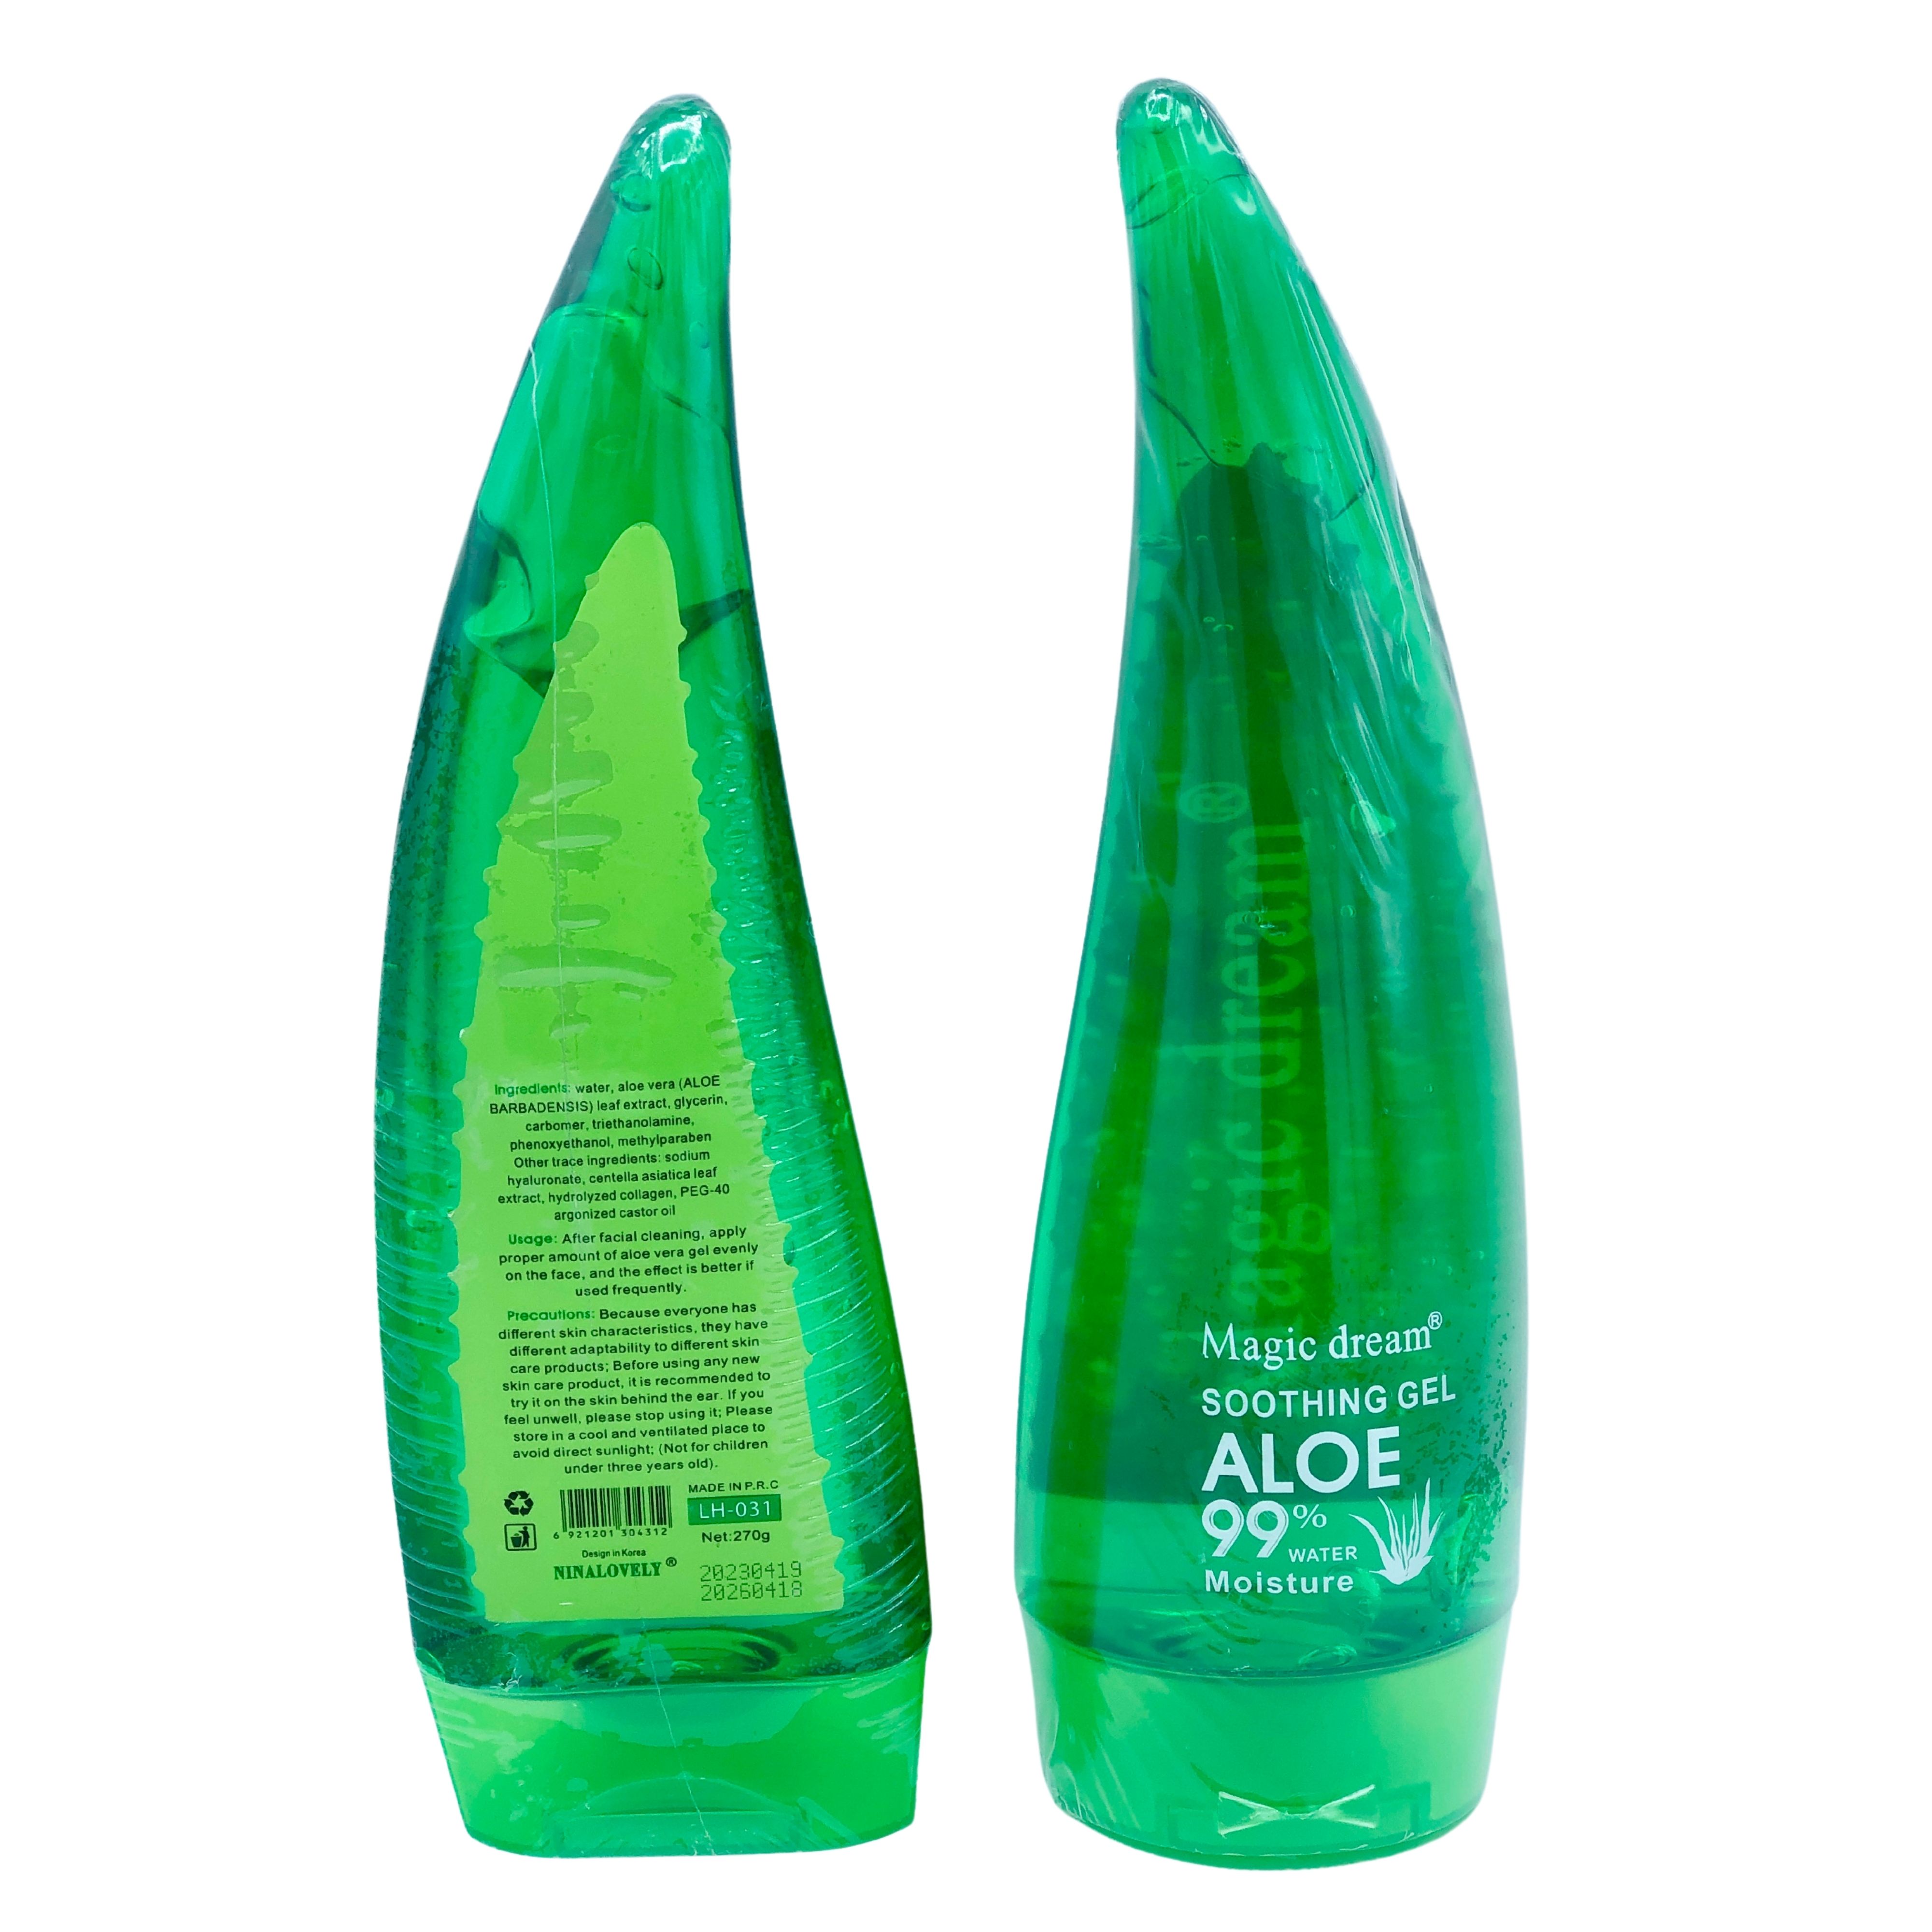 Ingredients: water, aloe vera (ALOE
BARBADENSIS) leaf extract, glycerin,
carbomer, triethanolamine,
phenoxyethanol, methylparaben
Other trace ingredients: sodium
hyaluronate, centella asiatica leaf
extract, hydrolyzed collagen, PEG-40
argonized castor oil
Usage: After facial cleaning, apply
proper amount of aloe vera gel evenly
on the face, and the effect is better if
used frequently.
Precautions: Because everyone has
different skin characteristics, they have
different adaptability to different skin
care products; Before using any new
skin care product, it is recommended to
try it on the skin behind the ear. If you
feel unwell, please stop using it; Please
store in a cool and ventilated place to
avoid direct sunlight; (Not for children
under three years old).
MADE IN P.R.C
LH-031
Net:270g
6 921201 304312
Design in Korea
NINALOVELY ®
20230419
20260418
magic dream ®
Magic dream®
SOOTHING GEL
ALOE
99%
WATER
Moisture